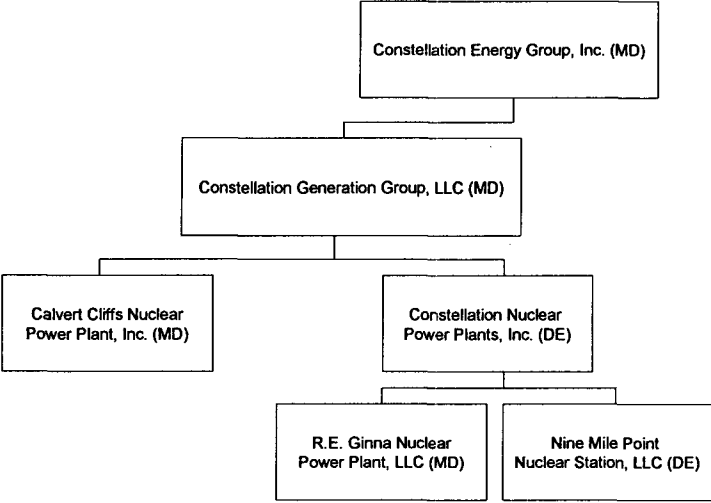 Constellation Energy Group, Inc. (MD)
Constellation Generation Group, LLC (MD)
Calvert Cliffs Nuclear
Power Plant, Inc. (MD)
Constellation Nuclear
Power Plants, Inc. (DE)
R.E. Ginna Nuclear
Power Plant, LLC (MD)
Nine Mile Point
Nuclear Station, LLC (DE)